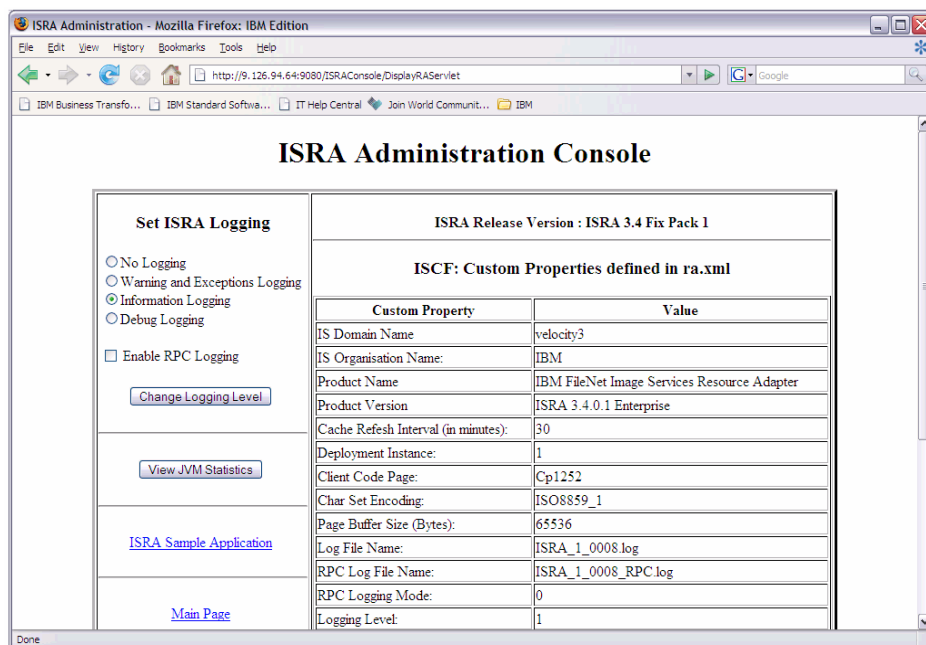 ISRA Administration - Mozilla Firefox: IBM Edition
File Edit View History Bookmarks Tools Help
http://9.126.94.64:9080/ISRAConsole/DisplayRAServlet
G Google
IBM Business Transfo... IBM Standard Softwa... IT Help Central Join World Communit... IBM
ISRA Administration Console
Set ISRA Logging
No Logging
Warning and Exceptions Logging
Information Logging
Debug Logging
Enable RPC Logging
Change Logging Level
View JVM Statistics
ISRA Sample Application
Main Page
ISRA Release Version : ISRA 3.4 Fix Pack 1
ISCF: Custom Properties defined in ra.xml
Custom Property Value
IS Domain Name velocity3
IS Organisation Name: IBM
Product Name IBM FileNet Image Services Resource Adapter
Product Version ISRA 3.4.0.1 Enterprise
Cache Refesh Interval (in minutes): 30
Deployment Instance: 1
Client Code Page: Cp1252
Char Set Encoding: ISO8859_1
Page Buffer Size (Bytes): 65536
Log File Name: ISRA_1_0008.log
RPC Log File Name: ISRA_1_0008_RPC.log
RPC Logging Mode: 0
Logging Level: 1
Done